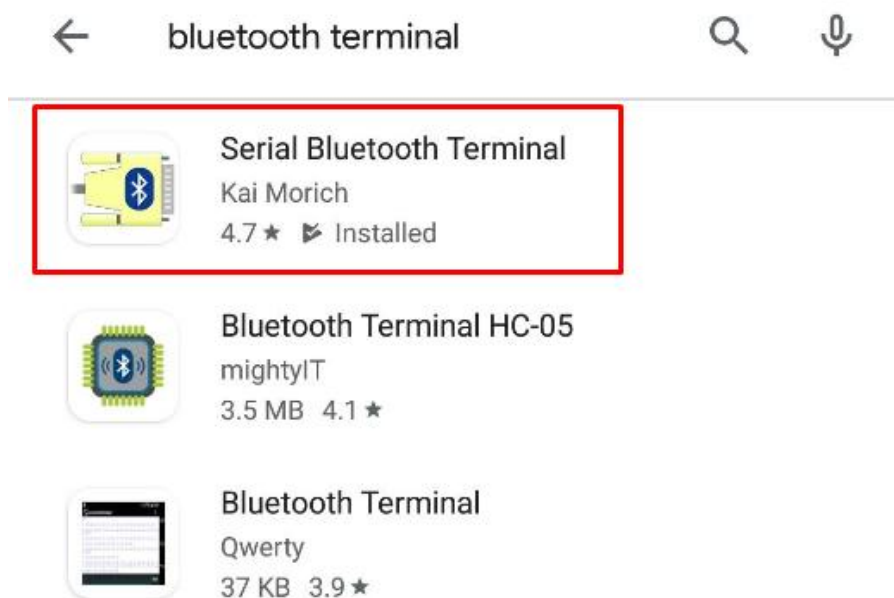 bluetooth terminal
Serial Bluetooth Terminal
Kai Morich
4.7 ★ Installed
Bluetooth Terminal HC-05
mightyIT
3.5 MB 4.1 ★
Bluetooth Terminal
Qwerty
37 KB 3.9 ★